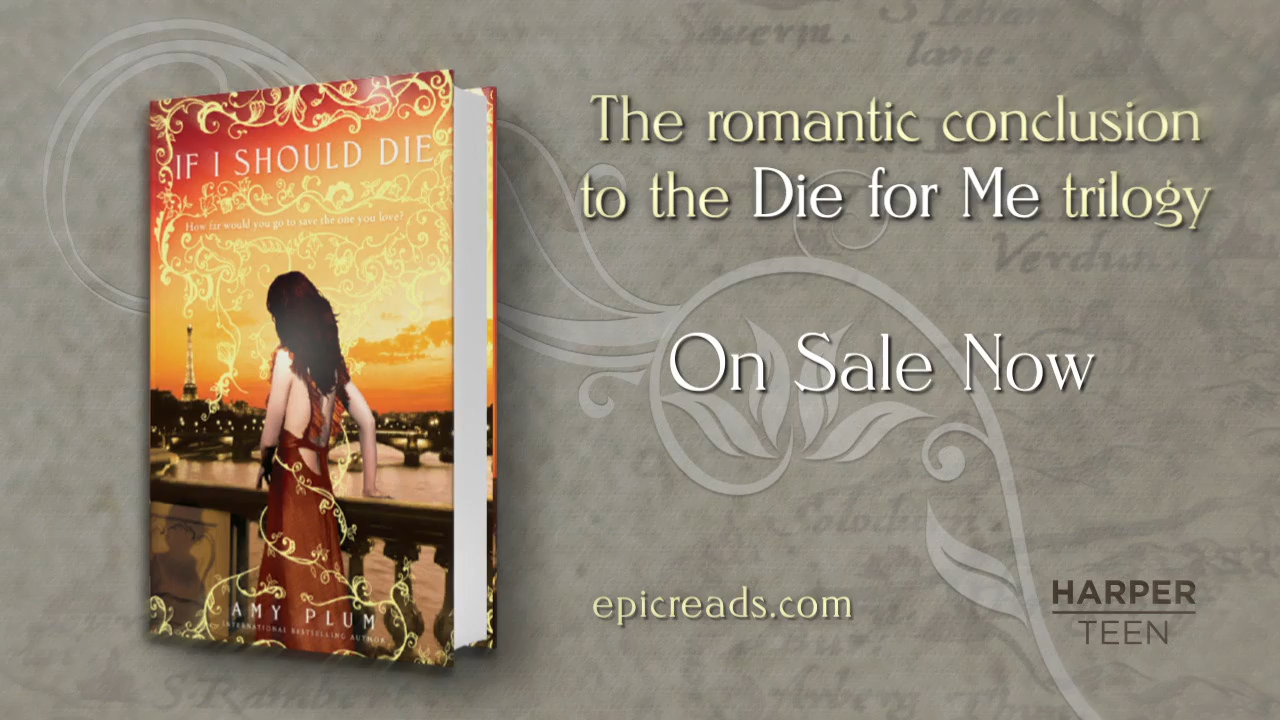 IF I SHOULD DIE
How far would you go to save the one you love?
AMY PLUM
INTERNATIONAL BESTSELLING AUTHOR
The romantic conclusion
to the Die for Me trilogy
On Sale Now
epicreads.com
HARPER
TEEN
Verdun